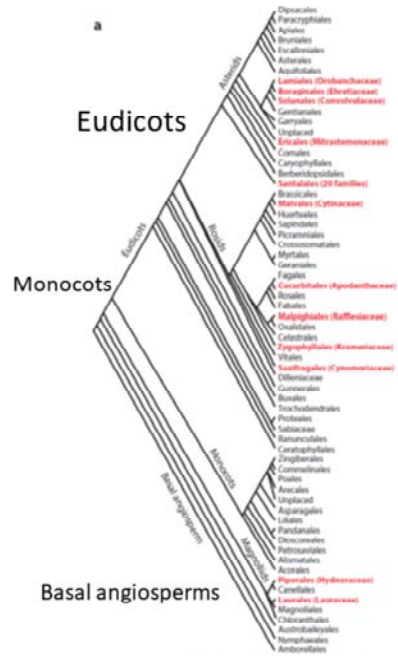 a
Dipsacales
Paracryphiales
Apiales
Bruniales
Escalloniales
Asterales
Aquifoliales
Asterids
Lamiales (Orobanchaceae)
Boraginales (Ehretiaceae)
Solanales (Convolvulaceae)
Gentianales
Garryales
Unplaced
Ericales (Mitrastemonaceae)
Cornales
Caryophyllales
Berberidopsidales
Santalales (20 families)
Eudicots
Brassicales
Malvales (Cytinaceae)
Huerteales
Sapindales
Picramniales
Crossosomatales
Myrtales
Geraniales
Rosids
Eudicots
Fagales
Cucurbitales (Apodanthaceae)
Rosales
Fabales
Malpighiales (Rafflesiaceae)
Oxalidales
Celastrales
Zygophyllales (Krameriaceae)
Vitales
Saxifragales (Cynomoriaceae)
Dilleniaceae
Gunnerales
Buxales
Trochodendrales
Proteales
Sabiaceae
Ranunculales
Ceratophyllales
Monocots
Zingiberales
Commelinales
Poales
Arecales
Unplaced
Asparagales
Liliales
Pandanales
Dioscoreales
Petrosaviales
Alismatales
Acorales
Monocots
Basal angiosperm
Magnoliids
Piperales (Hydnoraceae)
Canellales
Laurales (Lauraceae)
Magnoliales
Chloranthales
Austrobaileyales
Nymphaeales
Amborellales
Basal angiosperms